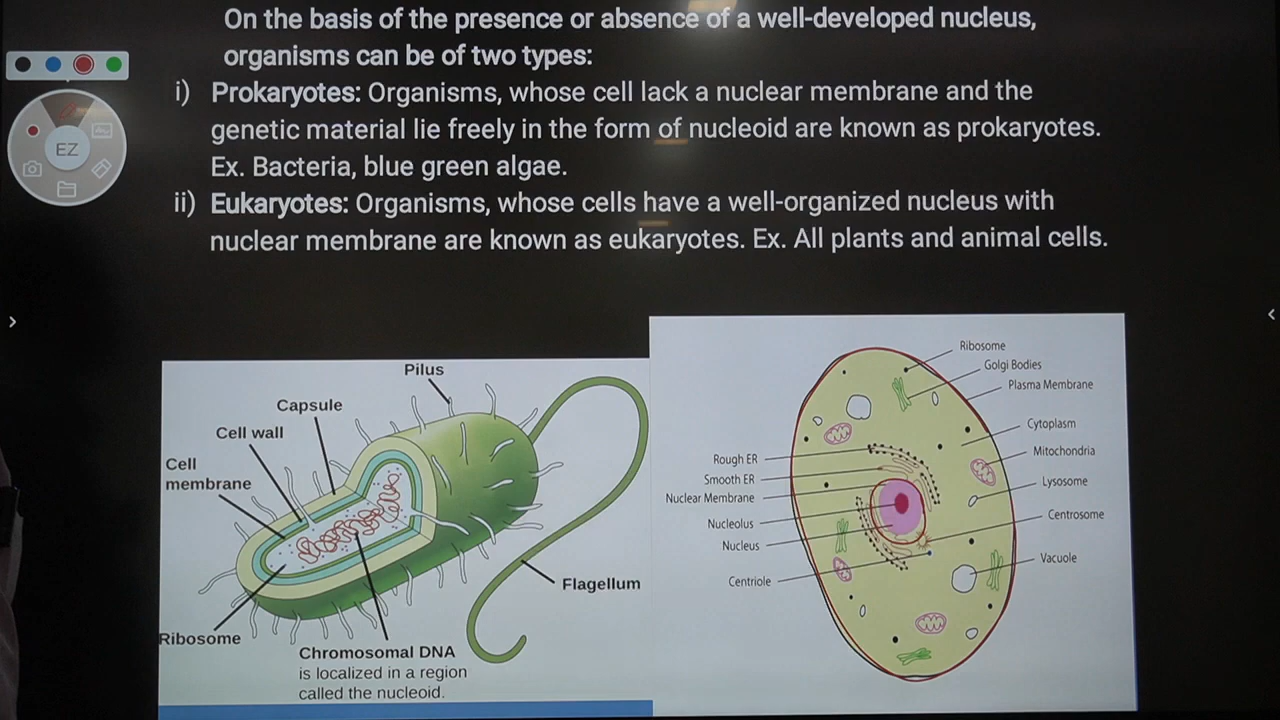 On the basis of the presence or absence of a well-developed nucleus,
organisms can be of two types:
i) Prokaryotes: Organisms, whose cell lack a nuclear membrane and the
genetic material lie freely in the form of nucleoid are known as prokaryotes.
Ex. Bacteria, blue green algae.
ii) Eukaryotes: Organisms, whose cells have a well-organized nucleus with
nuclear membrane are known as eukaryotes. Ex. All plants and animal cells.
EZ
Pilus
Capsule
Cell wall
Cell
membrane
Ribosome
Chromosomal DNA
is localized in a region
called the nucleoid.
Flagellum
Ribosome
Golgi Bodies
Plasma Membrane
Cytoplasm
Mitochondria
Lysosome
Centrosome
Vacuole
Rough ER
Smooth ER
Nuclear Membrane
Nucleolus
Nucleus
Centriole